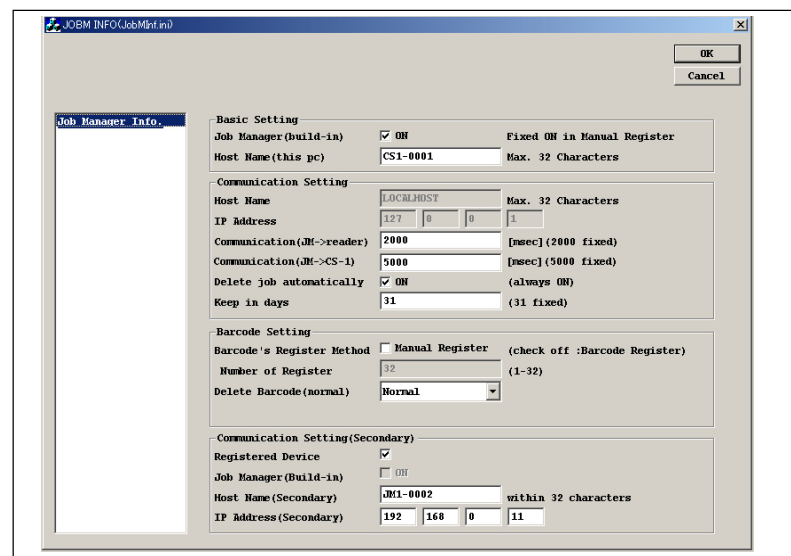 JOBM INFO(JobMInf.ini)
OK
Cancel
Job Manager Info.
Basic Setting
Job Manager(build-in) ON Fixed ON in Manual Register
Host Name(this pc) CS1-0001 Max. 32 Characters
Communication Setting
Host Name LOCALHOST Max. 32 Characters
IP Address 127 0 0 1
Communication(JM->reader) 2000 [msec](2000 fixed)
Communication(JM->CS-1) 5000 [msec](5000 fixed)
Delete job automatically ON (always ON)
Keep in days 31 (31 fixed)
Barcode Setting
Barcode's Register Method Manual Register (check off :Barcode Register)
Number of Register 32 (1-32)
Delete Barcode(normal) Normal
Communication Setting(Secondary)
Registered Device
Job Manager(Build-in) ON
Host Name(Secondary) JM1-0002 within 32 characters
IP Address(Secondary) 192 168 0 11